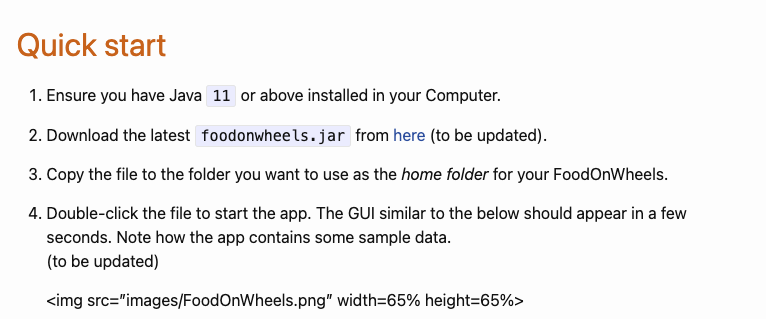 Quick start
1. Ensure you have Java 11 or above installed in your Computer.
2. Download the latest foodonwheels.jar from here (to be updated).
3. Copy the file to the folder you want to use as the home folder for your FoodOnWheels.
4. Double-click the file to start the app. The GUI similar to the below should appear in a few
seconds. Note how the app contains some sample data.
(to be updated)
<img src=”images/FoodOnWheels.png” width=65% height=65%>